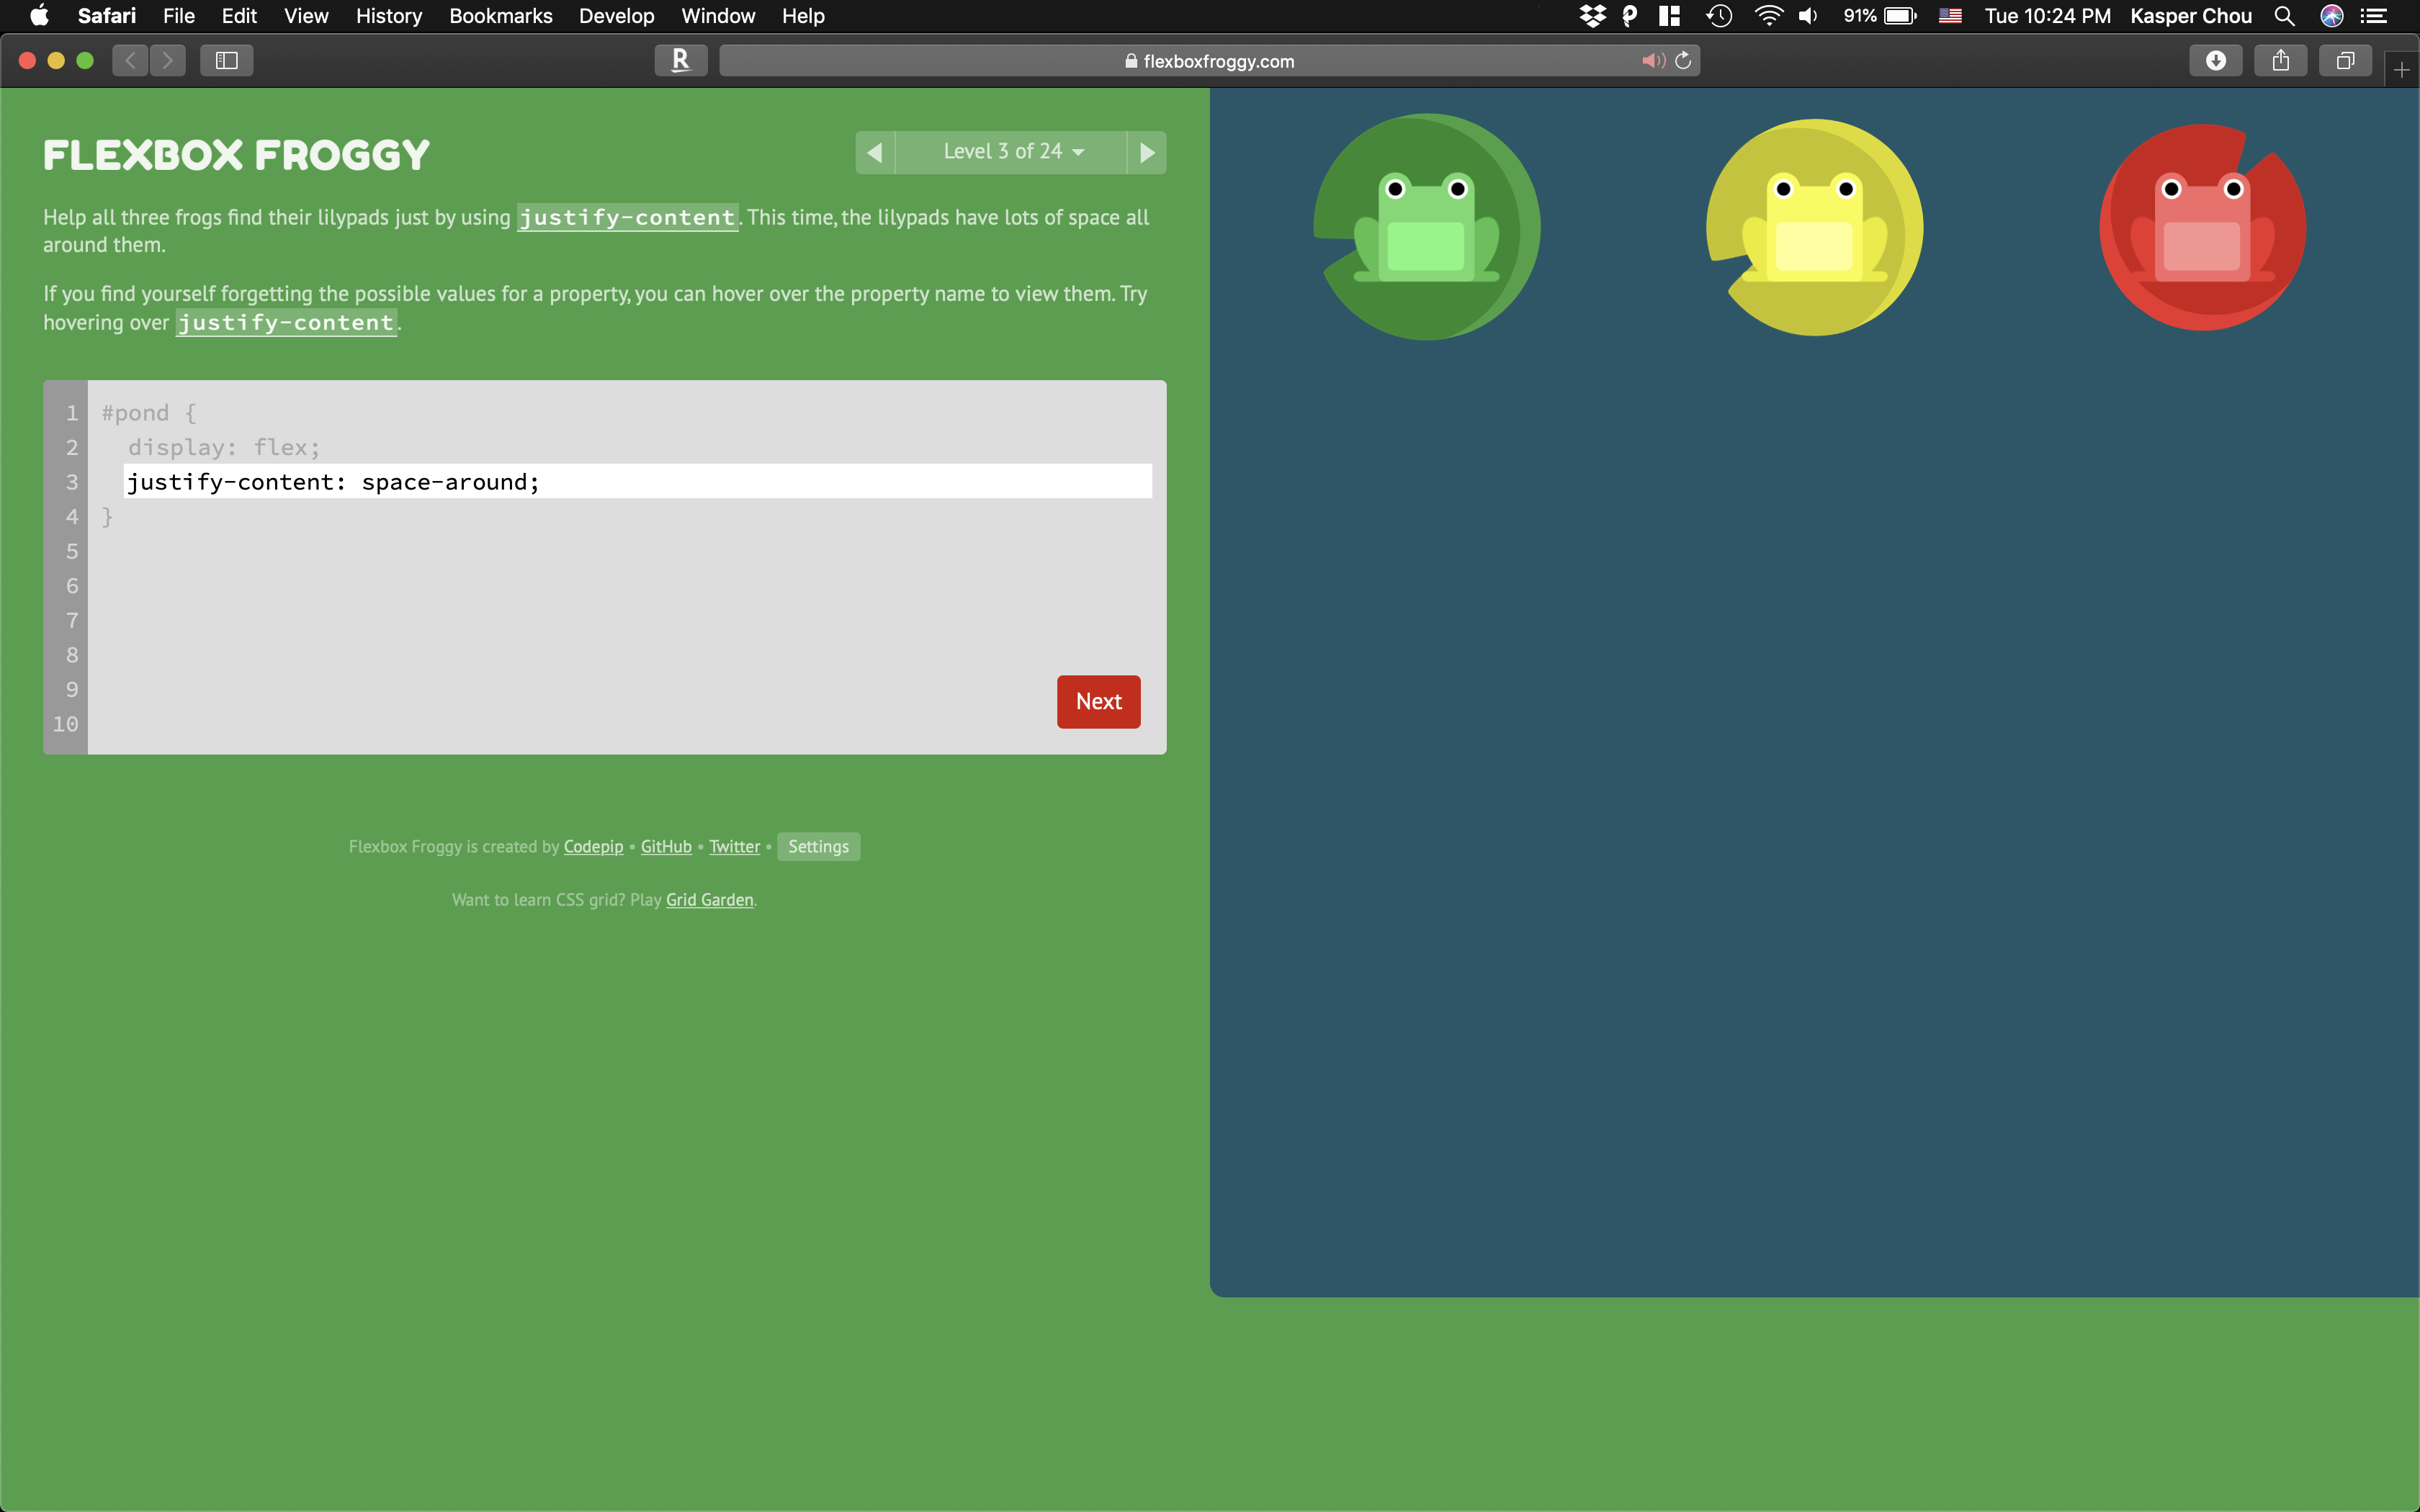 Safari File Edit View History Bookmarks Develop Window Help 91% Tue 10:24 PM Kasper Chou
R flexboxfroggy.com
FLEXBOX FROGGY
Level 3 of 24
Help all three frogs find their lilypads just by using justify-content. This time, the lilypads have lots of space all
around them.
If you find yourself forgetting the possible values for a property, you can hover over the property name to view them. Try
hovering over justify-content.
1 #pond {
2 display: flex;
3 justify-content: space-around;
4 }
5
6
7
8
9
10
Next
Flexbox Froggy is created by Codepip • GitHub • Twitter • Settings
Want to learn CSS grid? Play Grid Garden.